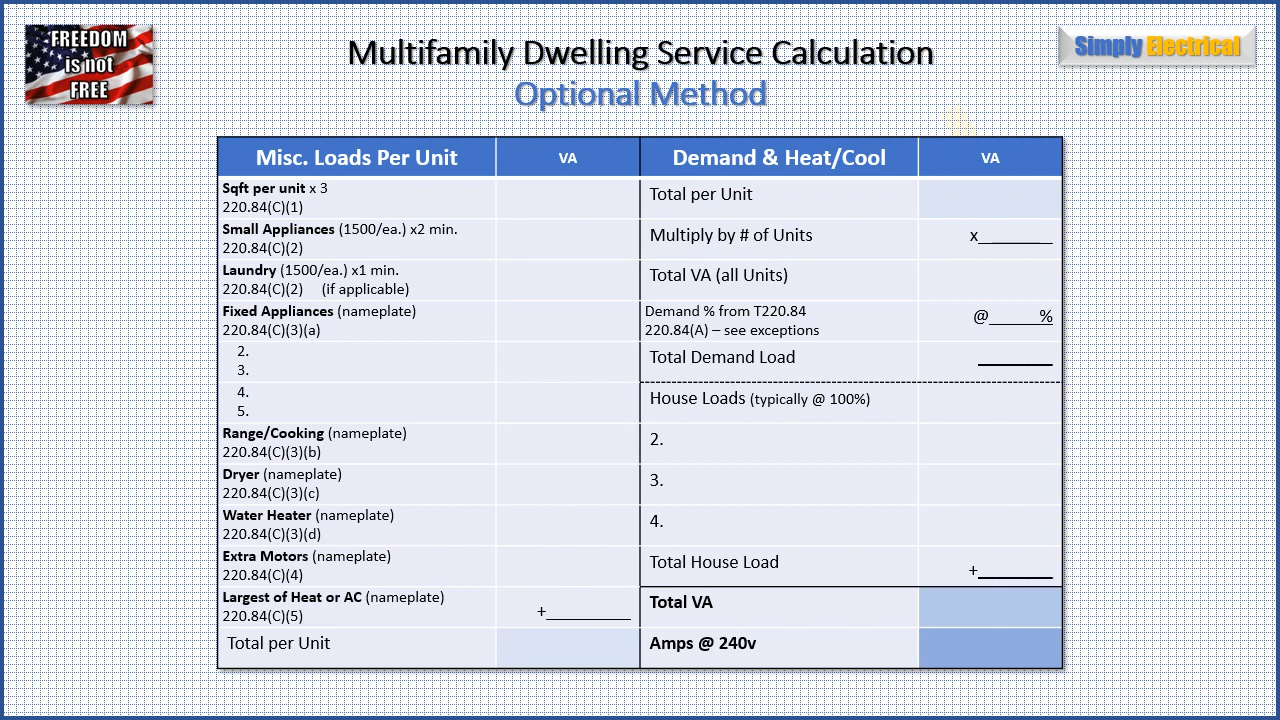 FREEDOM
is not
FREE
Multifamily Dwelling Service Calculation
Optional Method
Simply Electrical
Misc. Loads Per Unit VA Demand & Heat/Cool VA
Sqft per unit x 3
220.84(C)(1)
Total per Unit
Small Appliances (1500/ea.) x2 min.
220.84(C)(2)
Multiply by # of Units x_______
Laundry (1500/ea.) x1 min.
220.84(C)(2) (if applicable)
Total VA (all Units)
Fixed Appliances (nameplate)
220.84(C)(3)(a)
Demand % from T220.84
220.84(A) – see exceptions
@______%
2.
3.
Total Demand Load ________
4.
5.
House Loads (typically @ 100%)
Range/Cooking (nameplate)
220.84(C)(3)(b)
2.
Dryer (nameplate)
220.84(C)(3)(c)
3.
Water Heater (nameplate)
220.84(C)(3)(d)
4.
Extra Motors (nameplate)
220.84(C)(4)
Total House Load +________
Largest of Heat or AC (nameplate)
220.84(C)(5) +_________
Total VA
Total per Unit
Amps @ 240v